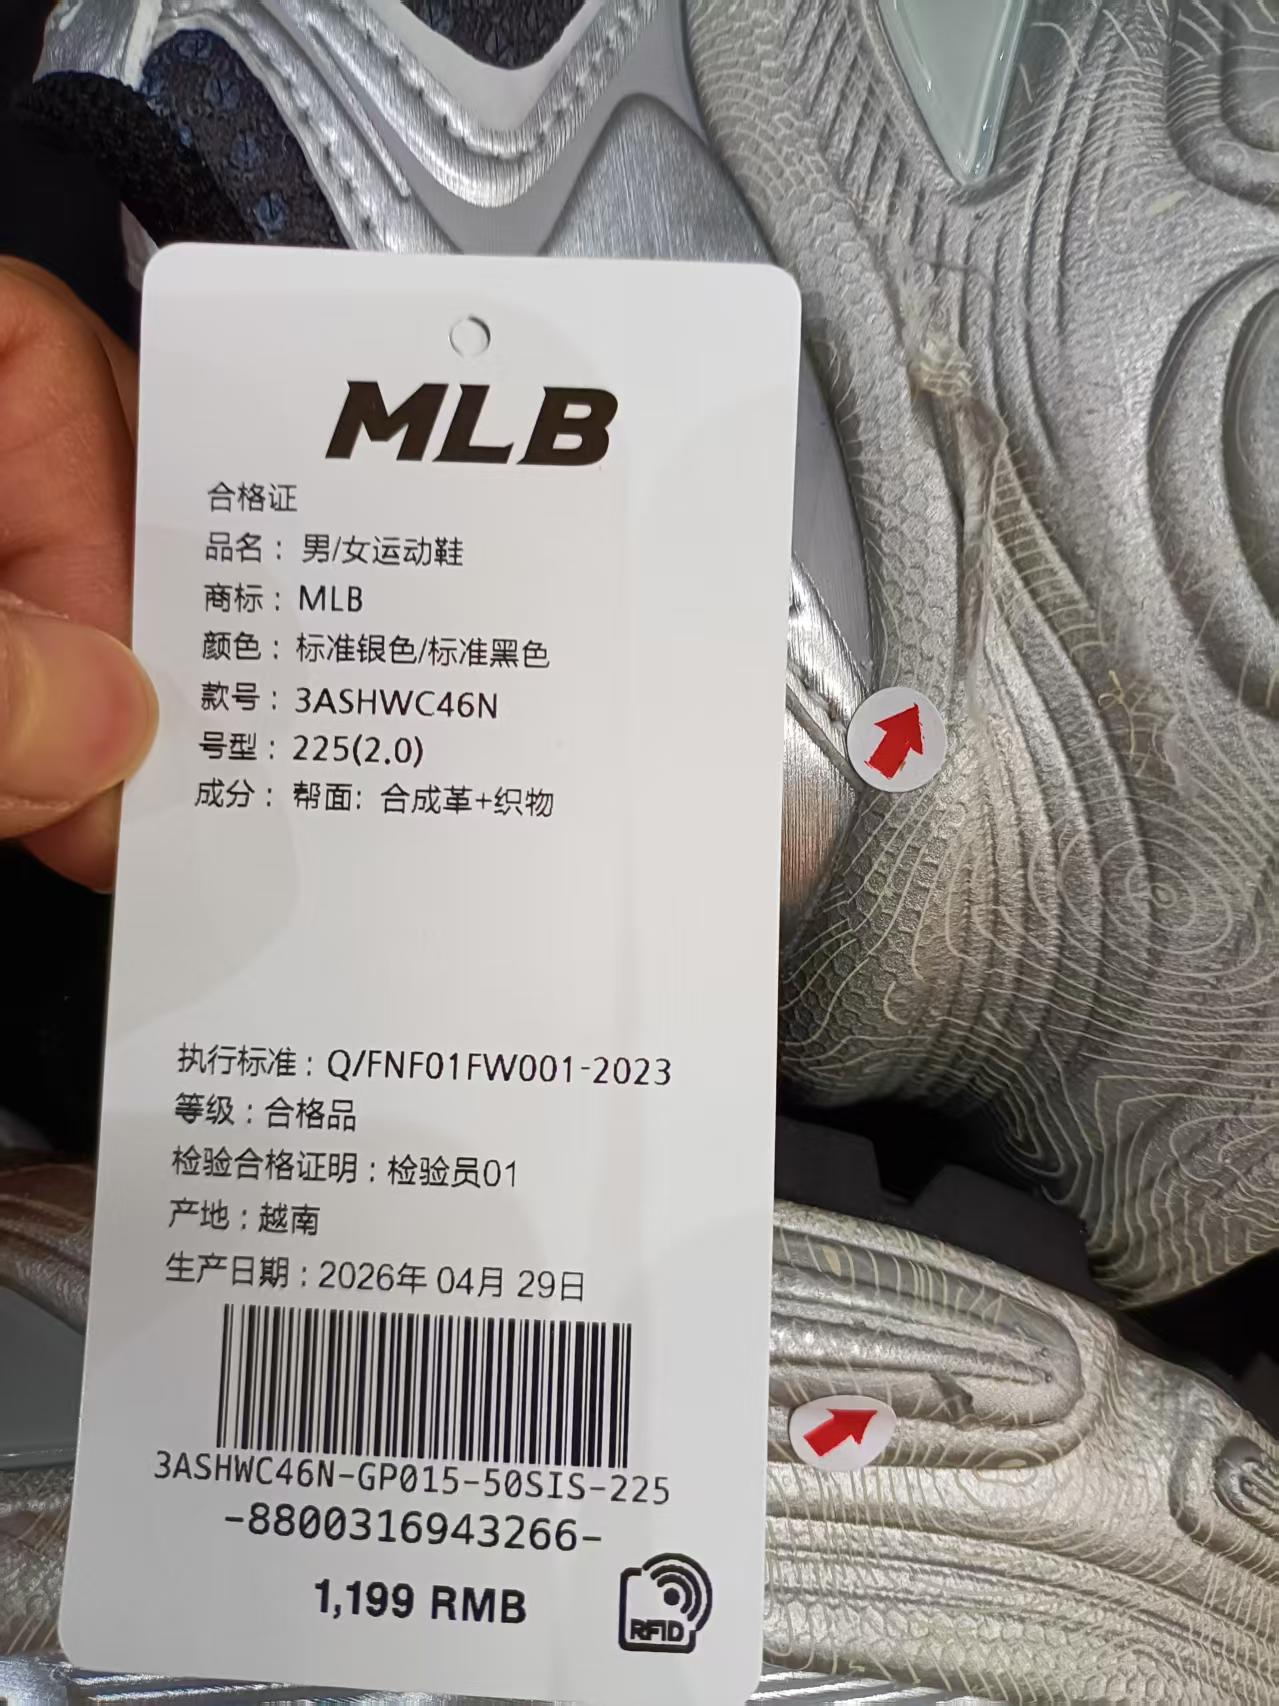 MLB
合格证
品名：男/女运动鞋
商标：MLB
颜色：标准银色/标准黑色
款号：3ASHWC46N
号型：225(2.0)
成分：帮面：合成革+织物
执行标准：Q/FNF01FW001-2023
等级：合格品
检验合格证明：检验员01
产地：越南
生产日期：2026年 04月 29日
3ASHWC46N-GP015-50SIS-225
-8800316943266-
1,199 RMB
RFID